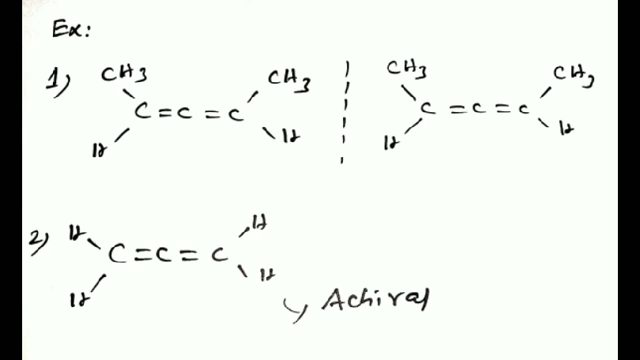 Ex:
1) CH3 CH3 CH3 CH3
C = C = C C = C = C
H H H H
2) H H
C = C = C
H H Achiral